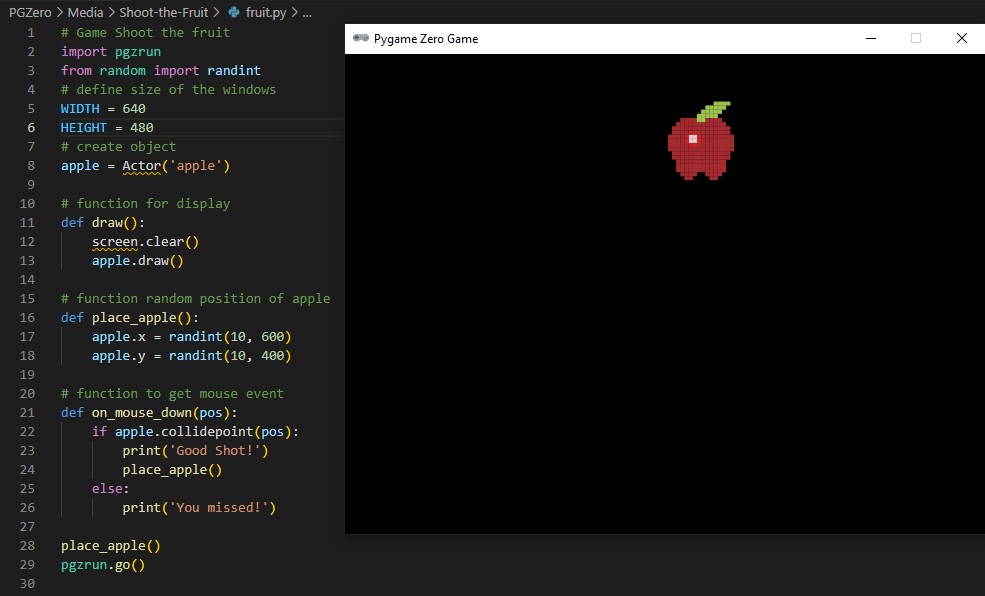 PGZero > Media > Shoot-the-Fruit > fruit.py > ...
Pygame Zero Game
1 # Game Shoot the fruit
2 import pgzrun
3 from random import randint
4 # define size of the windows
5 WIDTH = 640
6 HEIGHT = 480
7 # create object
8 apple = Actor('apple')
9
10 # function for display
11 def draw():
12     screen.clear()
13     apple.draw()
14
15 # function random position of apple
16 def place_apple():
17     apple.x = randint(10, 600)
18     apple.y = randint(10, 400)
19
20 # function to get mouse event
21 def on_mouse_down(pos):
22     if apple.collidepoint(pos):
23         print('Good Shot!')
24         place_apple()
25     else:
26         print('You missed!')
27
28 place_apple()
29 pgzrun.go()
30